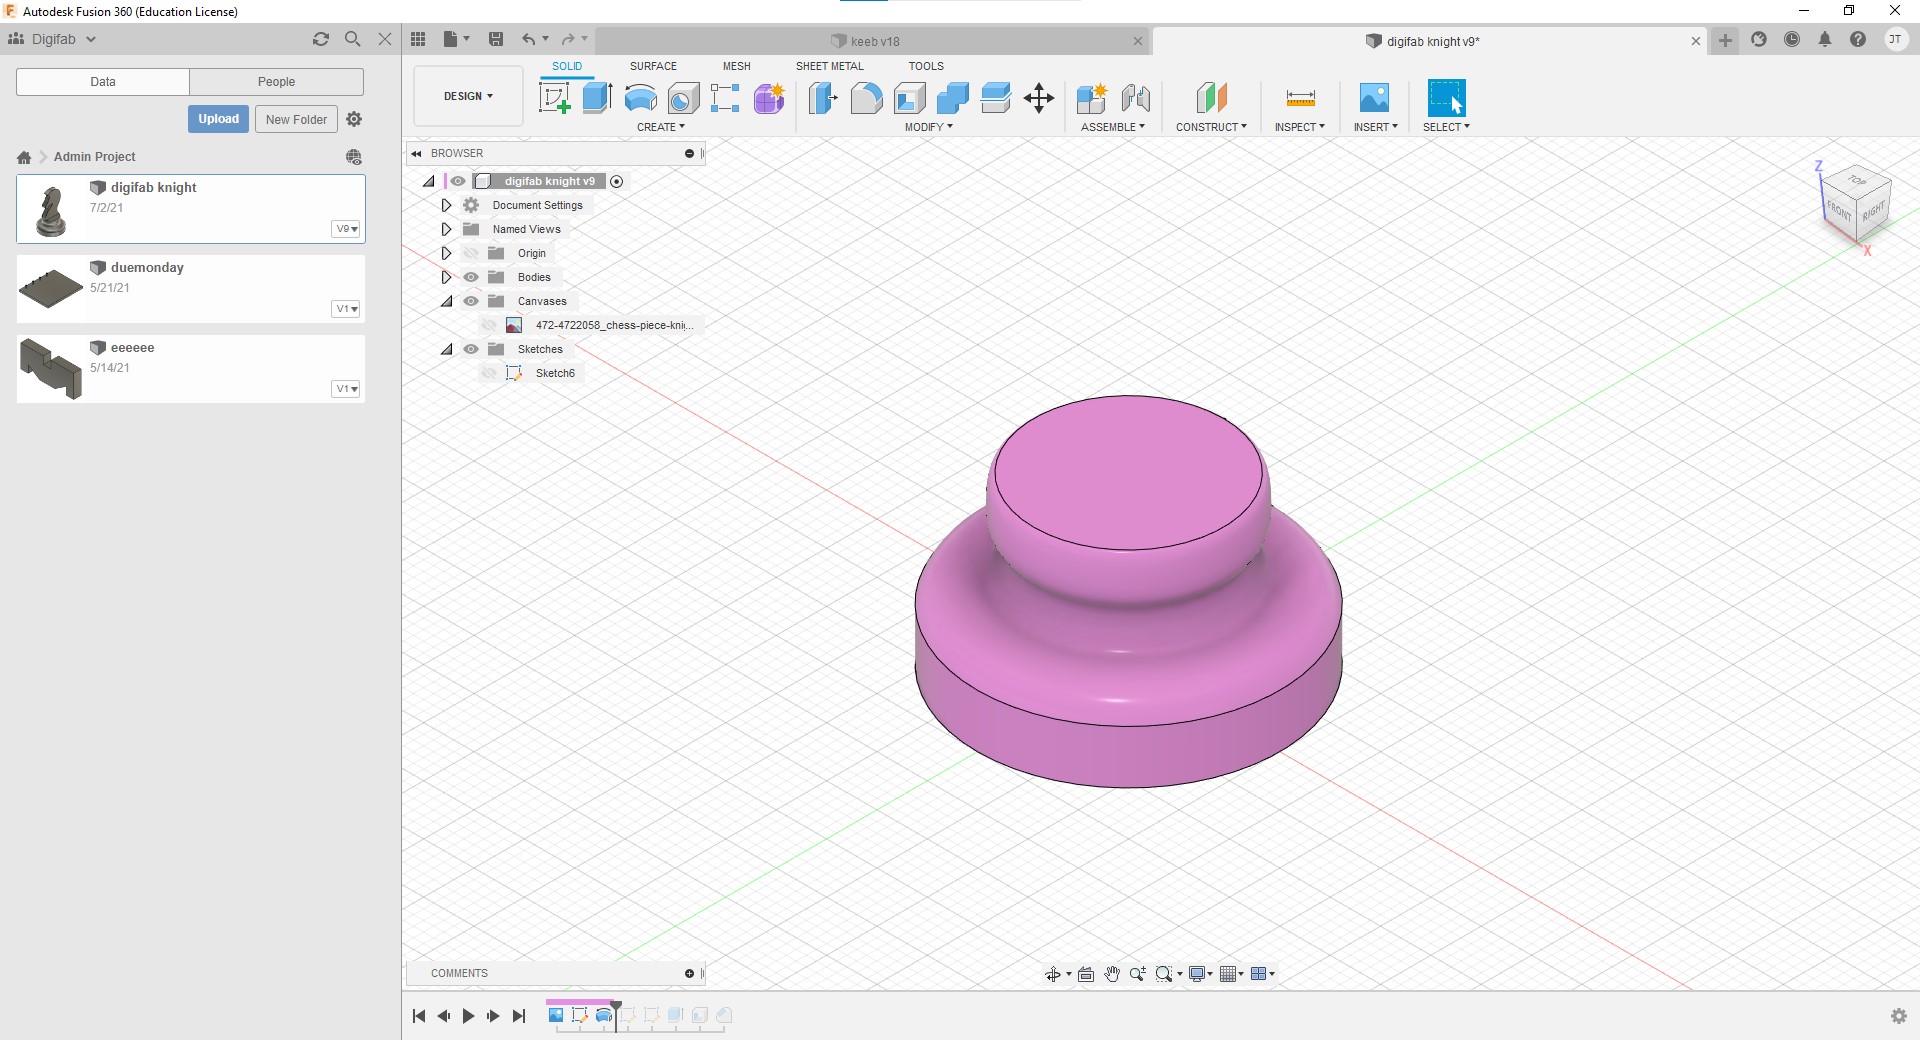 Autodesk Fusion 360 (Education License)
Digifab
keeb v18
digifab knight v9*
JT
Data
People
Upload
New Folder
Admin Project
digifab knight
7/2/21
V9
duemonday
5/21/21
V1
eeeeee
5/14/21
V1
DESIGN
SOLID
SURFACE
MESH
SHEET METAL
TOOLS
CREATE
MODIFY
ASSEMBLE
CONSTRUCT
INSPECT
INSERT
SELECT
BROWSER
digifab knight v9
Document Settings
Named Views
Origin
Bodies
Canvases
472-4722058_chess-piece-kni...
Sketches
Sketch6
Z
TOP
FRONT
RIGHT
X
COMMENTS